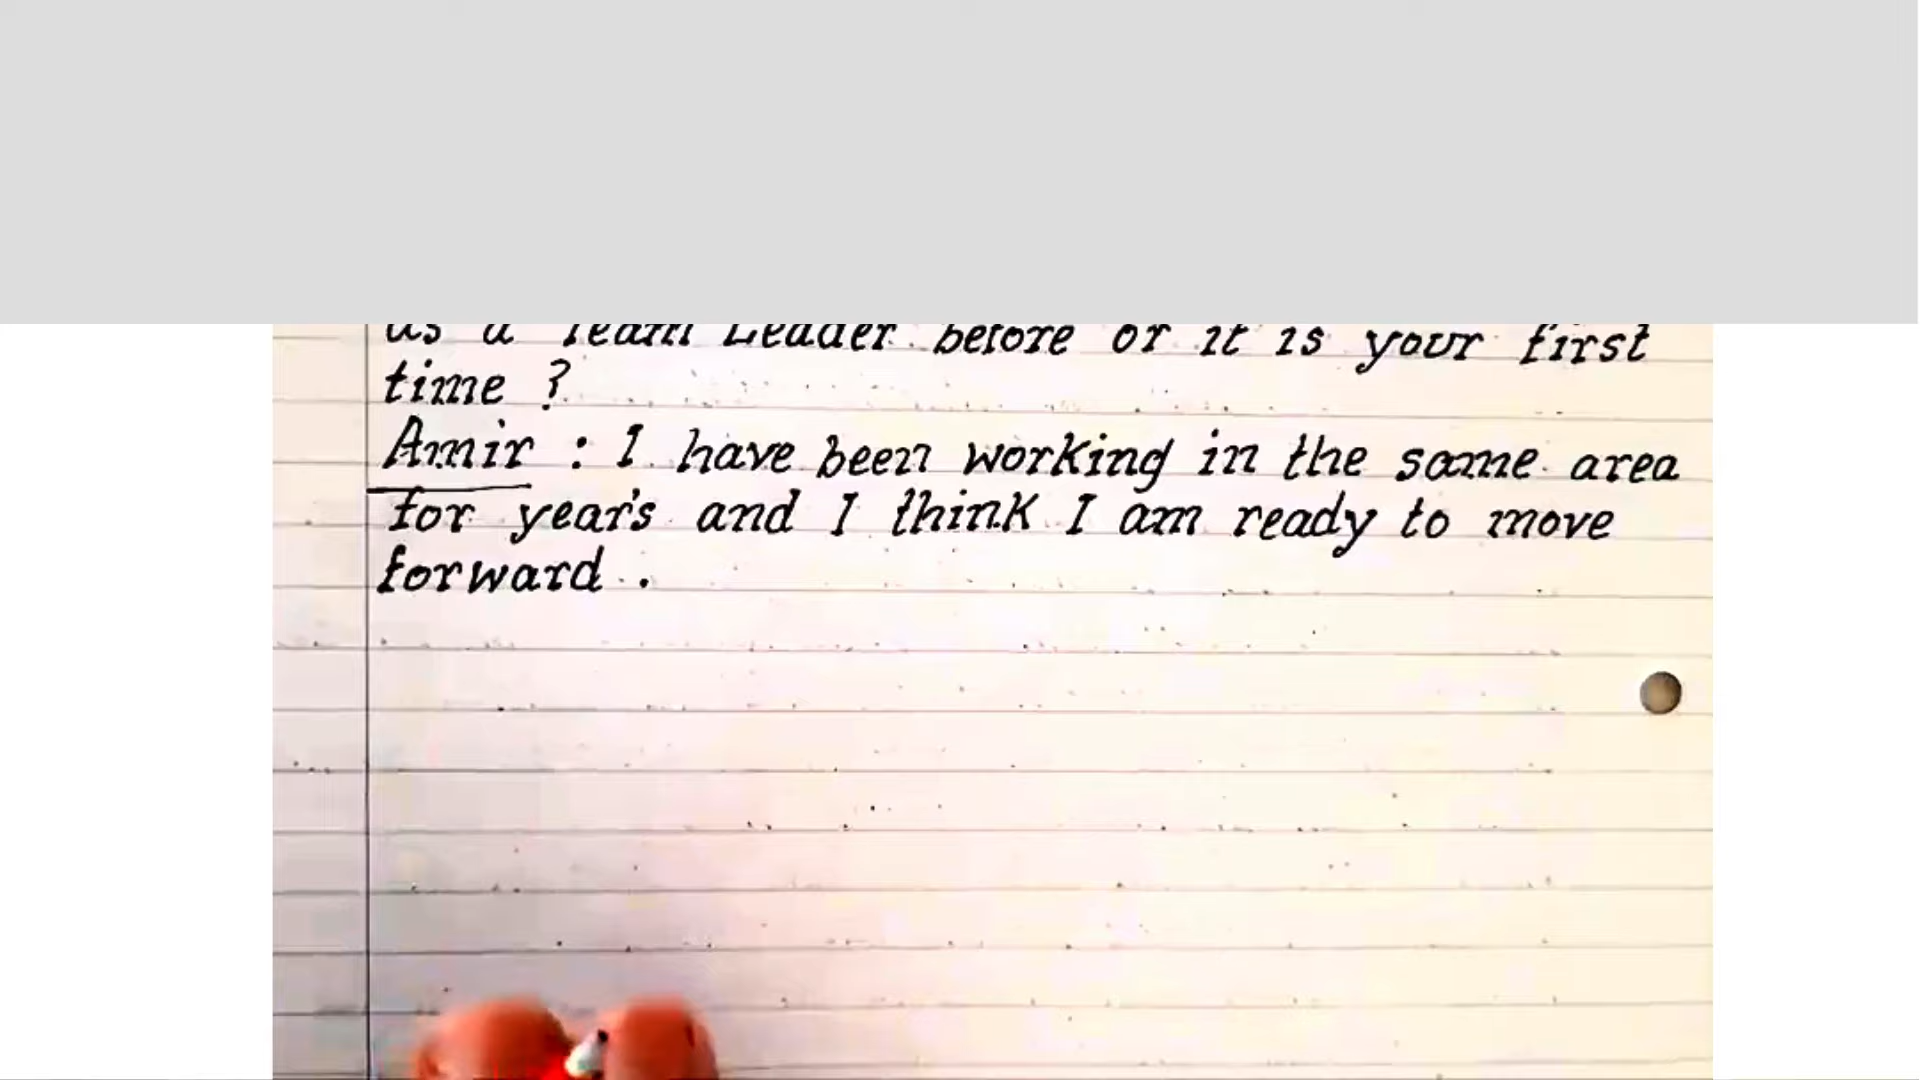 as a Team Leader before or it is your first
time ?
Amir : I have been working in the same area
for year's and I think I am ready to move
forward .